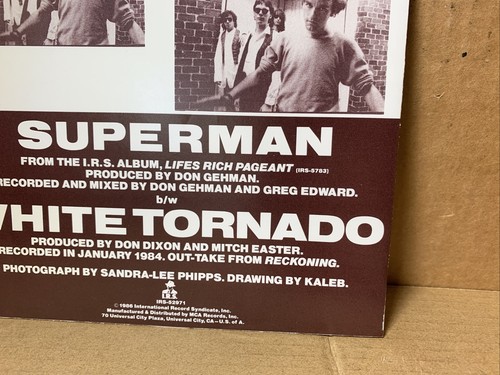 SUPERMAN
FROM THE I.R.S. ALBUM, LIFES RICH PAGEANT (IRS-5783)
PRODUCED BY DON GEHMAN.
RECORDED AND MIXED BY DON GEHMAN AND GREG EDWARD.
b/w
WHITE TORNADO
PRODUCED BY DON DIXON AND MITCH EASTER.
RECORDED IN JANUARY 1984. OUT-TAKE FROM RECKONING.
PHOTOGRAPH BY SANDRA-LEE PHIPPS. DRAWING BY KALEB.
I.R.S.
IRS-52971
© 1986 International Record Syndicate, Inc.
Manufactured & Distributed by MCA Records, Inc.
70 Universal City Plaza, Universal City, CA—U.S. of A.